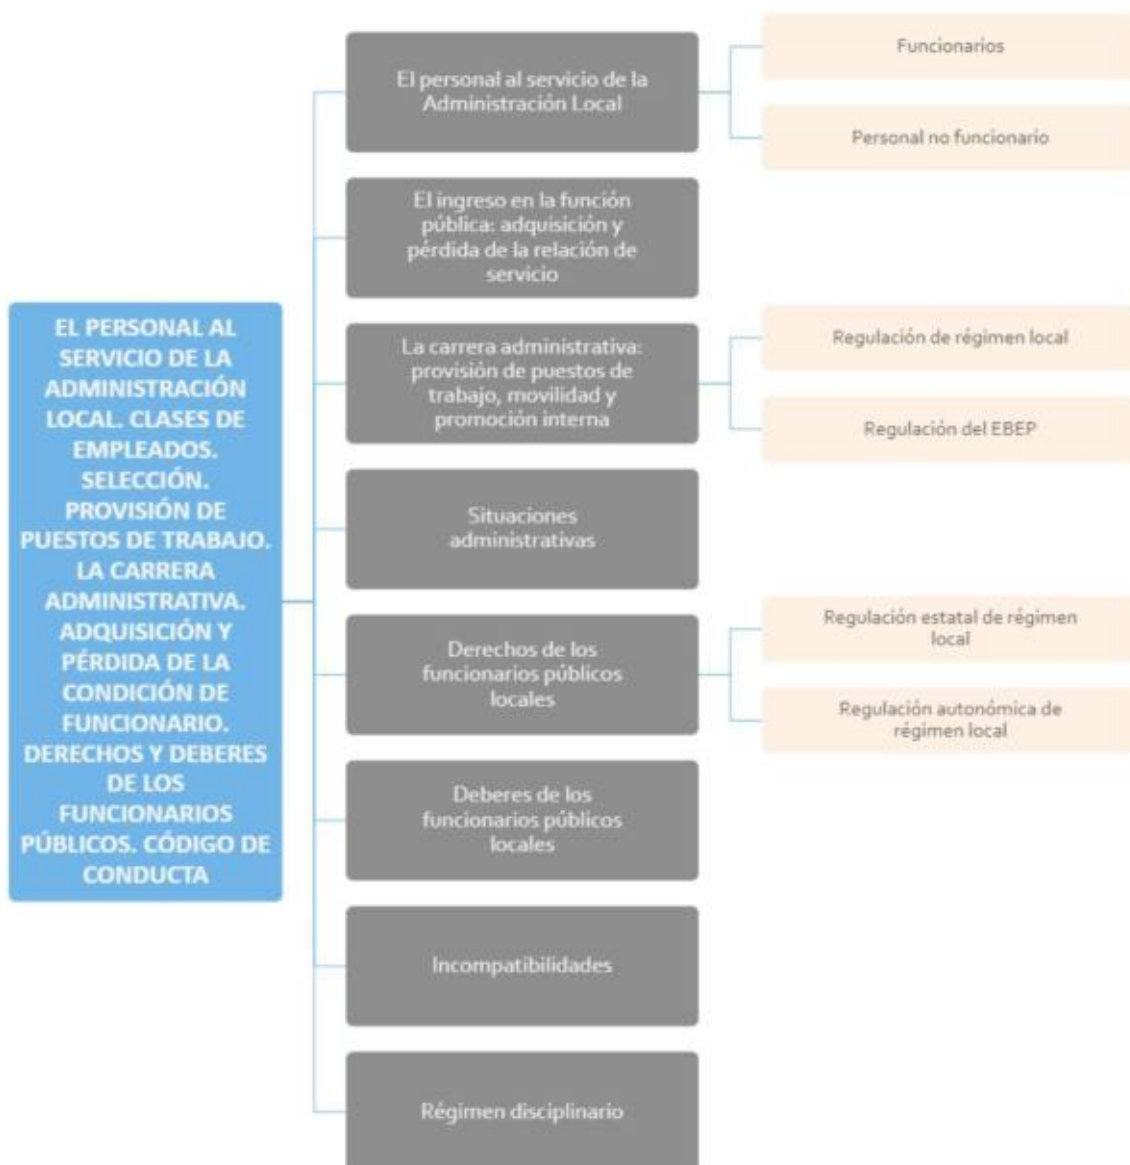 EL PERSONAL AL
SERVICIO DE LA
ADMINISTRACIÓN
LOCAL. CLASES DE
EMPLEADOS.
SELECCIÓN.
PROVISIÓN DE
PUESTOS DE TRABAJO.
LA CARRERA
ADMINISTRATIVA.
ADQUISICIÓN Y
PÉRDIDA DE LA
CONDICIÓN DE
FUNCIONARIO.
DERECHOS Y DEBERES
DE LOS
FUNCIONARIOS
PÚBLICOS. CÓDIGO DE
CONDUCTA
El personal al servicio de la
Administración Local
Funcionarios
Personal no funcionario
El ingreso en la función
pública: adquisición y
pérdida de la relación de
servicio
La carrera administrativa:
provisión de puestos de
trabajo, movilidad y
promoción interna
Regulación de régimen local
Regulación del EBEP
Situaciones
administrativas
Derechos de los
funcionarios públicos
locales
Regulación estatal de régimen
local
Regulación autonómica de
régimen local
Deberes de los
funcionarios públicos
locales
Incompatibilidades
Régimen disciplinario